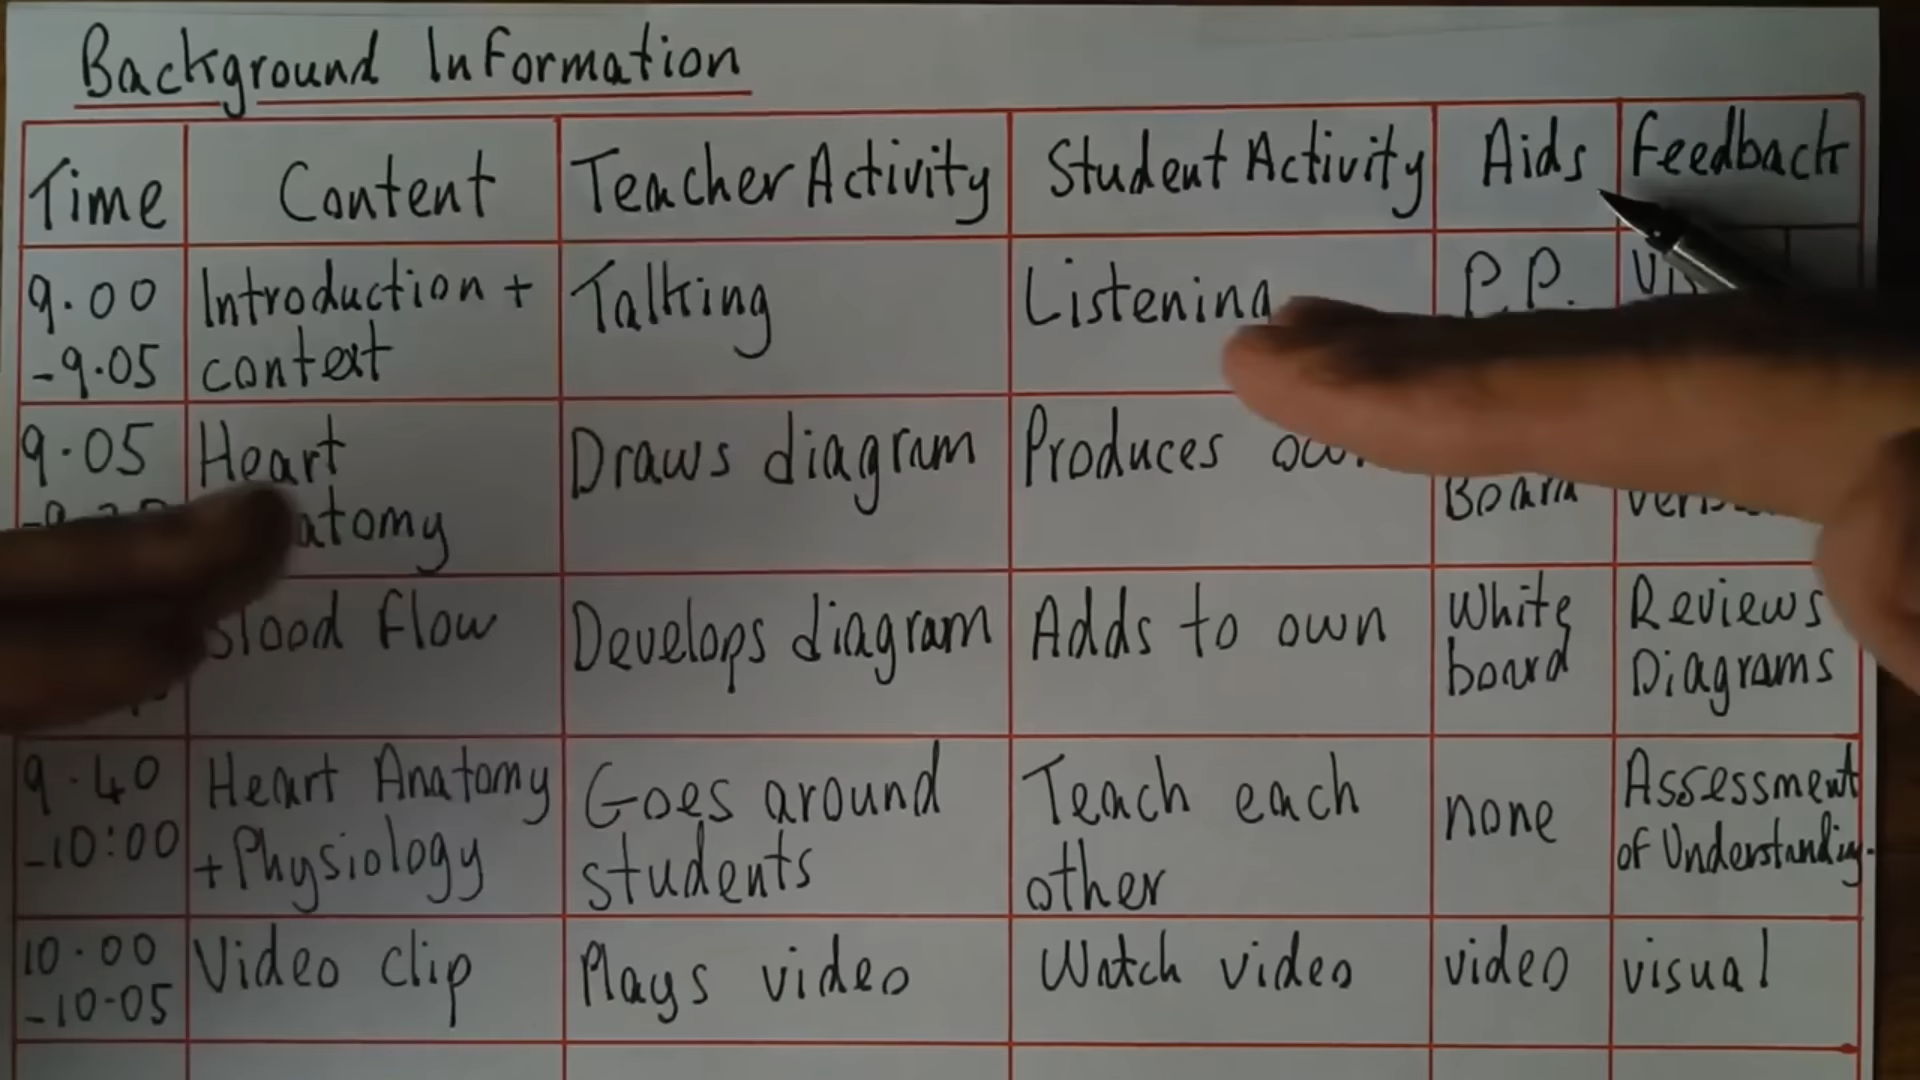 Background Information
Time Content Teacher Activity Student Activity Aids Feedback
9.00 Introduction + Talking Listening P.P.
-9.05 context
9.05 Heart Draws diagram Produces
Board
Flow Develops diagram Adds to own White Reviews
board Diagrams
9.40 Heart Anatomy Goes around Teach each none Assessment
-10:00 + Physiology students other of Understanding.
10.00 Video clip Plays video Watch video video visual
-10-05